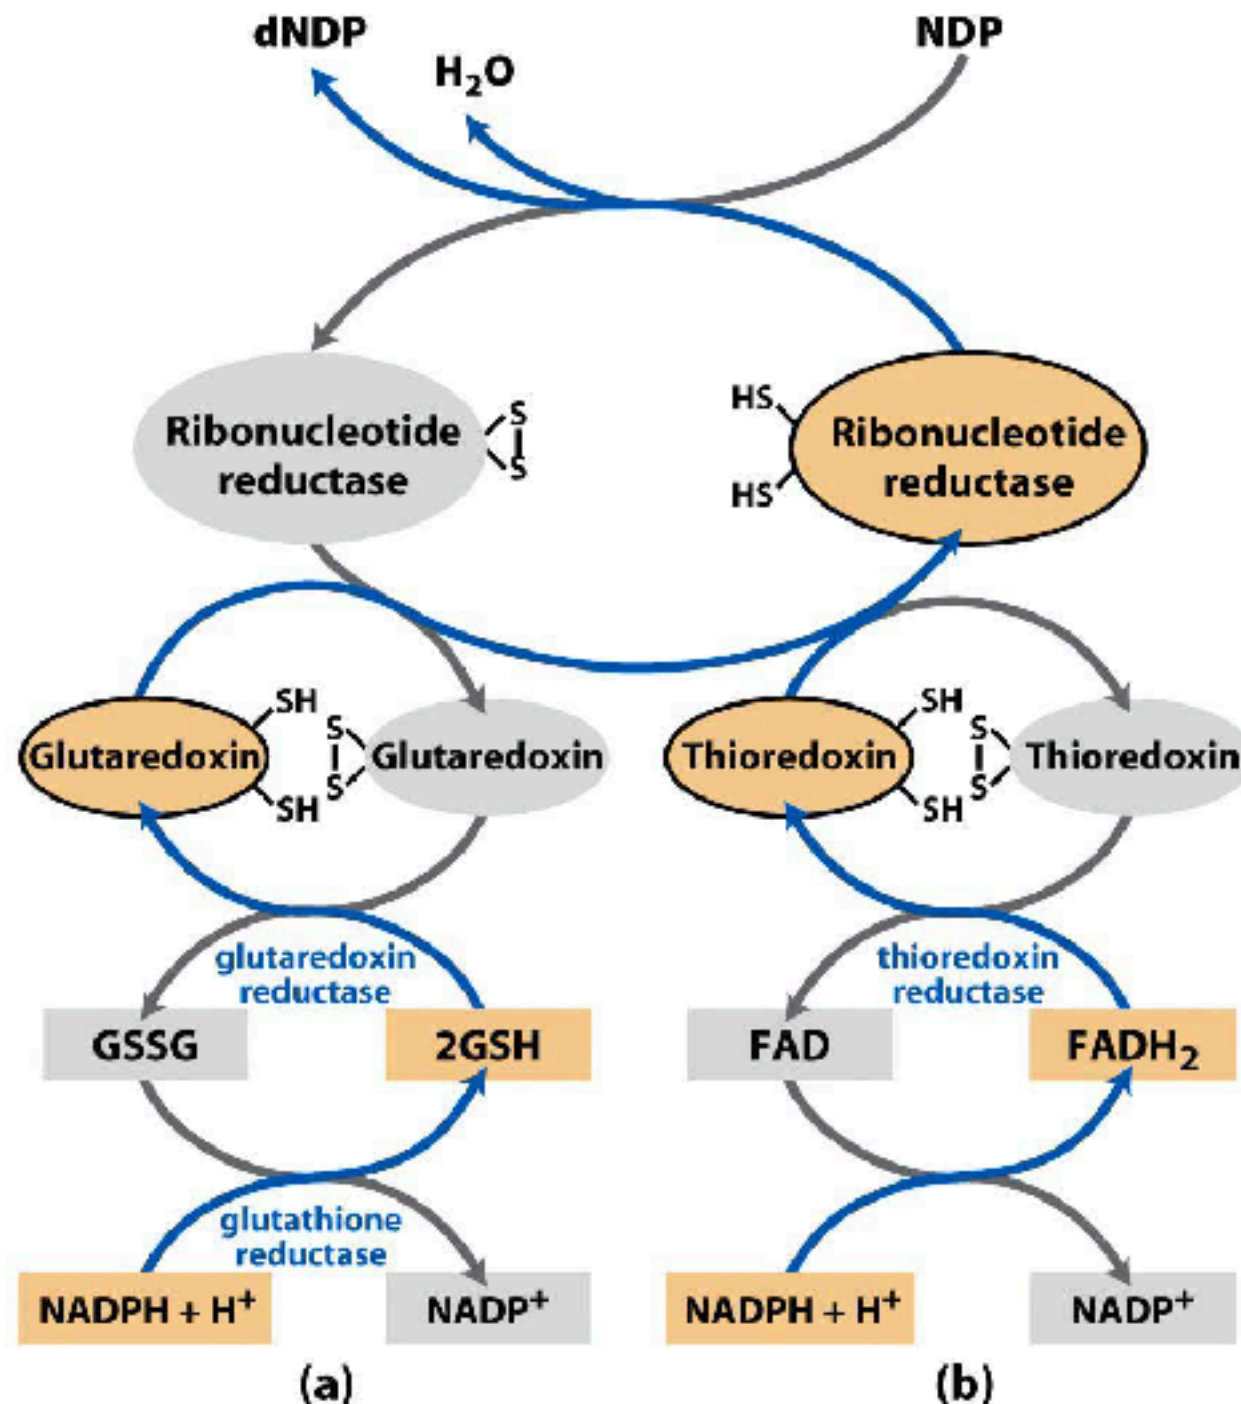 dNDP
H₂O
NDP
Ribonucleotide
reductase
S
S
HS
HS
Ribonucleotide
reductase
Glutaredoxin
SH
SH
S
S
Glutaredoxin
Thioredoxin
SH
SH
S
S
Thioredoxin
glutaredoxin
reductase
thioredoxin
reductase
GSSG
2GSH
FAD
FADH₂
glutathione
reductase
NADPH + H⁺
NADP⁺
NADPH + H⁺
NADP⁺
(a)
(b)